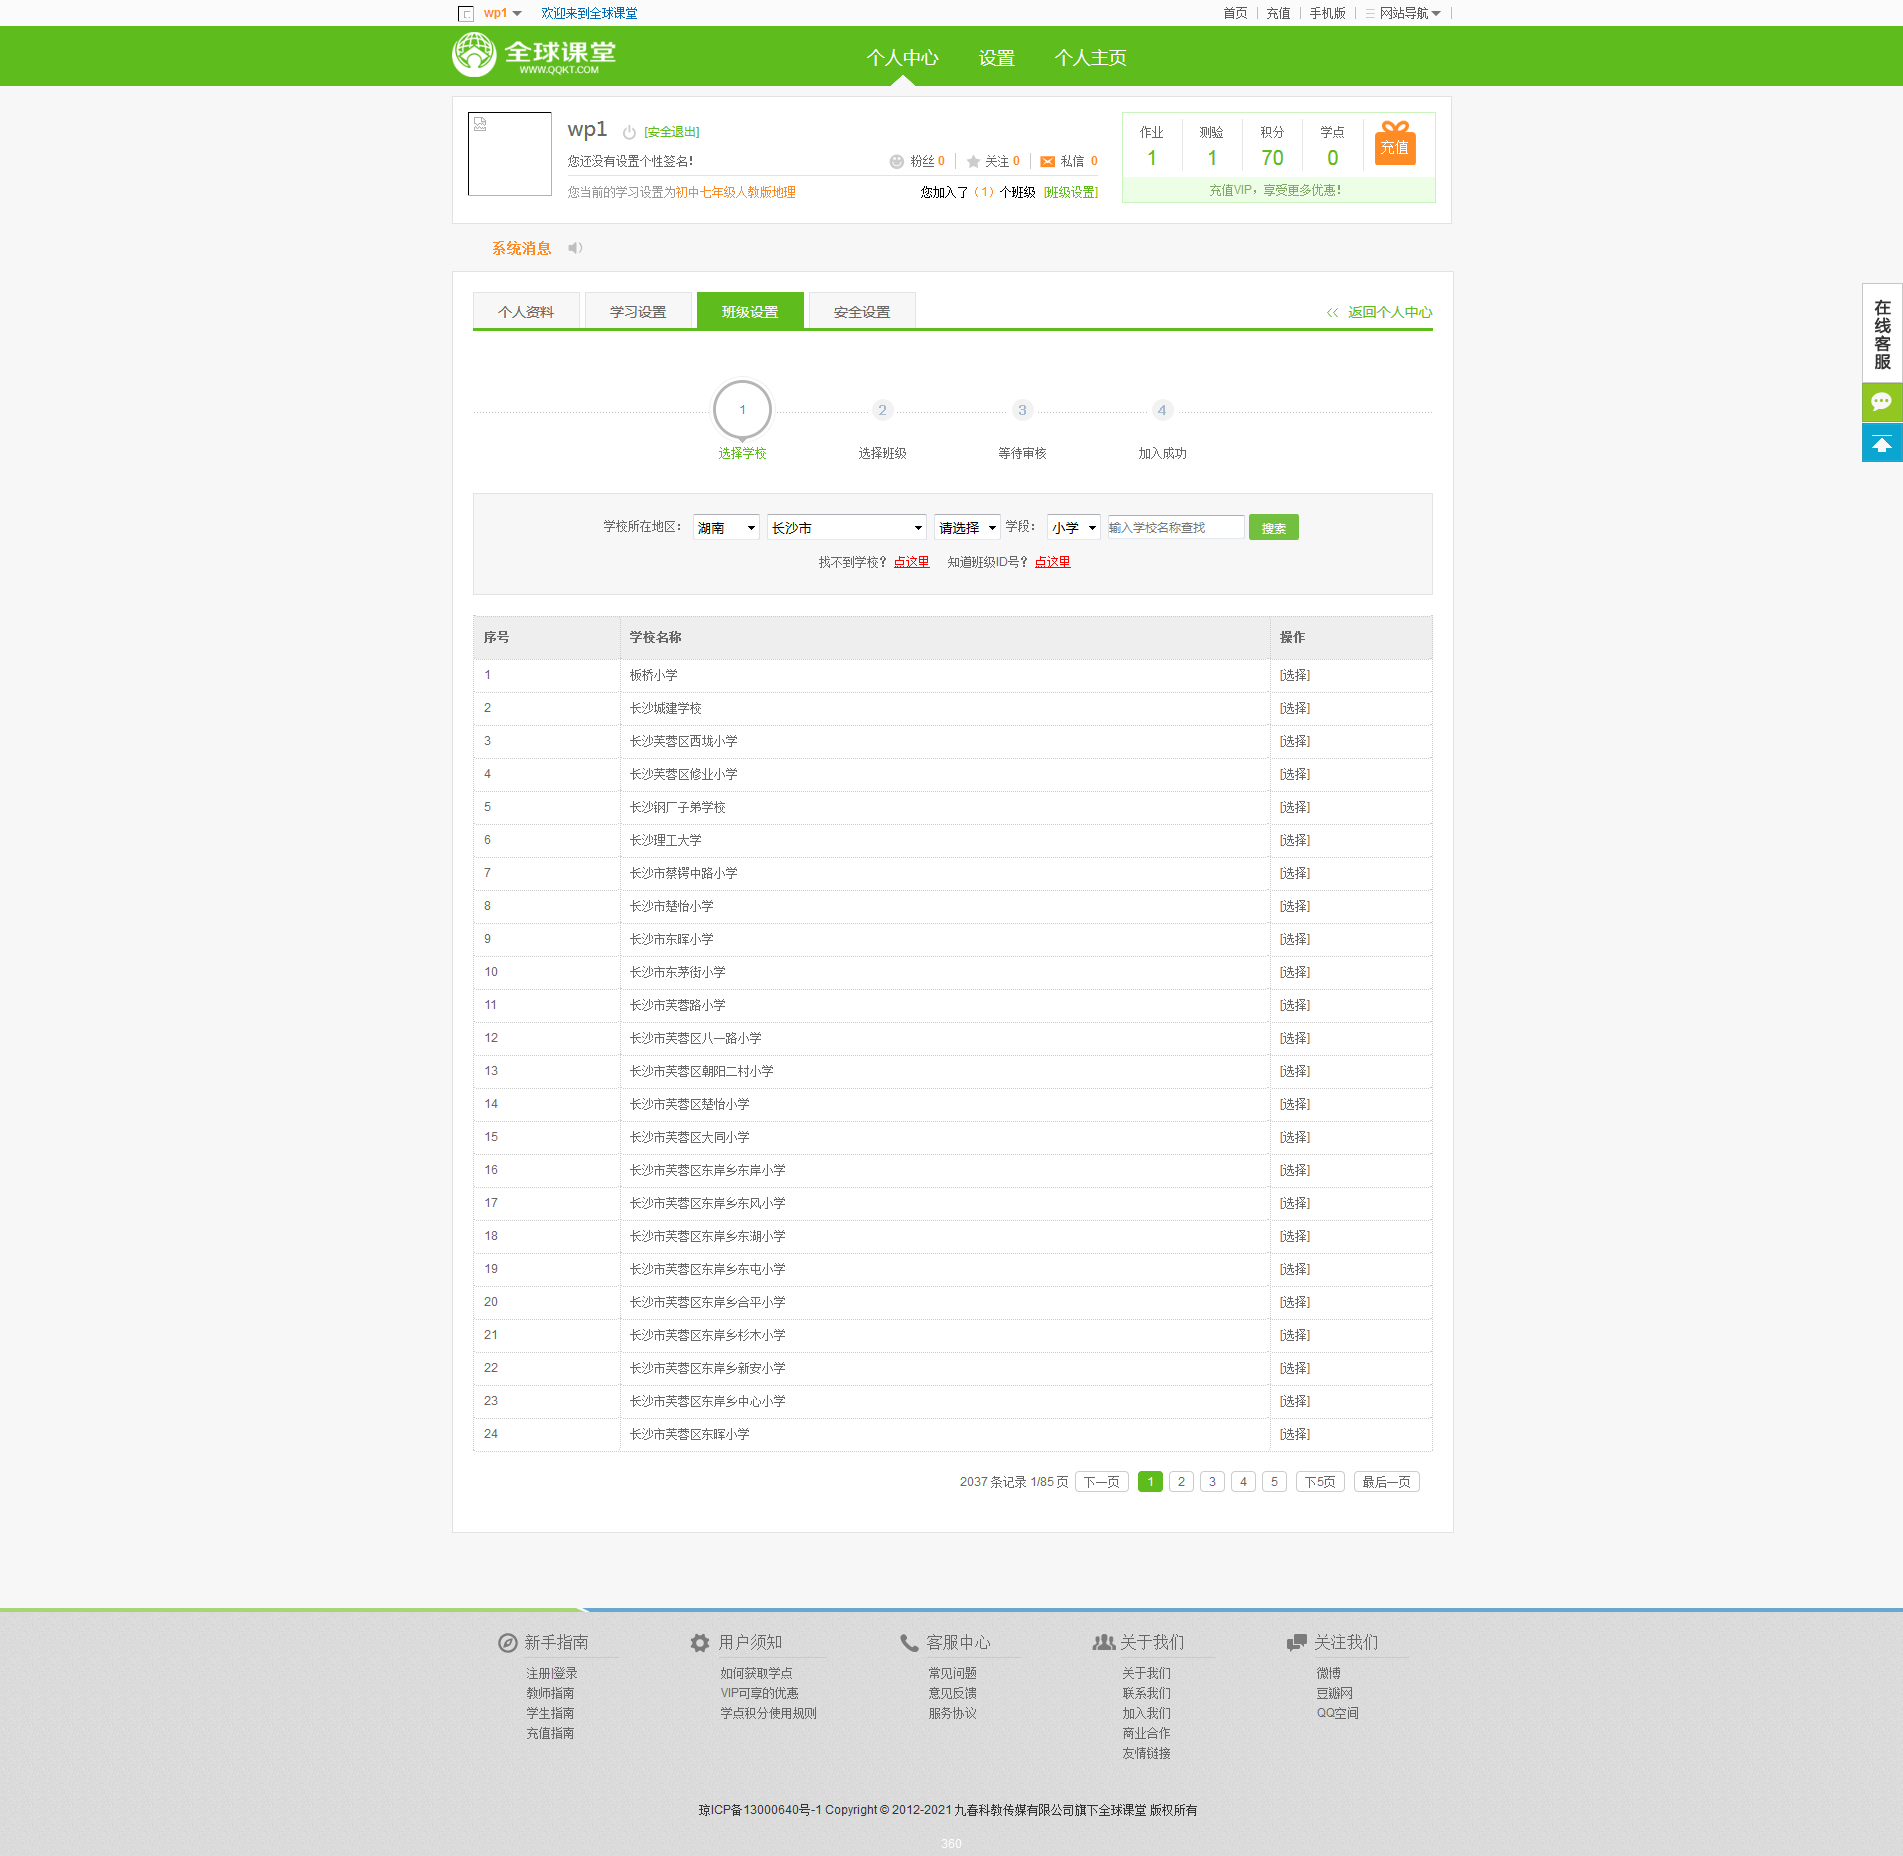 wp1 欢迎来到全球课堂 首页 充值 手机版 网站导航
全球课堂
WWW.QQKT.COM
个人中心 设置 个人主页
wp1 [安全退出]
您还没有设置个性签名! 粉丝 0 关注 0 私信 0
您当前的学习设置为初中七年级人教版地理 您加入了（1）个班级 [班级设置]
作业 测验 积分 学点
1 1 70 0
充值
充值VIP，享受更多优惠!
系统消息
个人资料 学习设置 班级设置 安全设置 返回个人中心
在线客服
1 2 3 4
选择学校 选择班级 等待审核 加入成功
学校所在地区： 湖南 长沙市 请选择 学段： 小学 输入学校名称查找 搜索
找不到学校？ 点这里 知道班级ID号？ 点这里
序号 学校名称 操作
1 板桥小学 [选择]
2 长沙城建学校 [选择]
3 长沙芙蓉区西垅小学 [选择]
4 长沙芙蓉区修业小学 [选择]
5 长沙钢厂子弟学校 [选择]
6 长沙理工大学 [选择]
7 长沙市蔡锷中路小学 [选择]
8 长沙市楚怡小学 [选择]
9 长沙市东晖小学 [选择]
10 长沙市东茅街小学 [选择]
11 长沙市芙蓉路小学 [选择]
12 长沙市芙蓉区八一路小学 [选择]
13 长沙市芙蓉区朝阳二村小学 [选择]
14 长沙市芙蓉区楚怡小学 [选择]
15 长沙市芙蓉区大同小学 [选择]
16 长沙市芙蓉区东岸乡东岸小学 [选择]
17 长沙市芙蓉区东岸乡东风小学 [选择]
18 长沙市芙蓉区东岸乡东湖小学 [选择]
19 长沙市芙蓉区东岸乡东屯小学 [选择]
20 长沙市芙蓉区东岸乡合平小学 [选择]
21 长沙市芙蓉区东岸乡杉木小学 [选择]
22 长沙市芙蓉区东岸乡新安小学 [选择]
23 长沙市芙蓉区东岸乡中心小学 [选择]
24 长沙市芙蓉区东晖小学 [选择]
2037 条记录 1/85 页 下一页 1 2 3 4 5 下5页 最后一页
新手指南 用户须知 客服中心 关于我们 关注我们
注册|登录 如何获取学点 常见问题 关于我们 微博
教师指南 VIP可享的优惠 意见反馈 联系我们 豆瓣网
学生指南 学点积分使用规则 服务协议 加入我们 QQ空间
充值指南 商业合作
友情链接
琼ICP备13000640号-1 Copyright © 2012-2021 九春科教传媒有限公司旗下全球课堂 版权所有
360